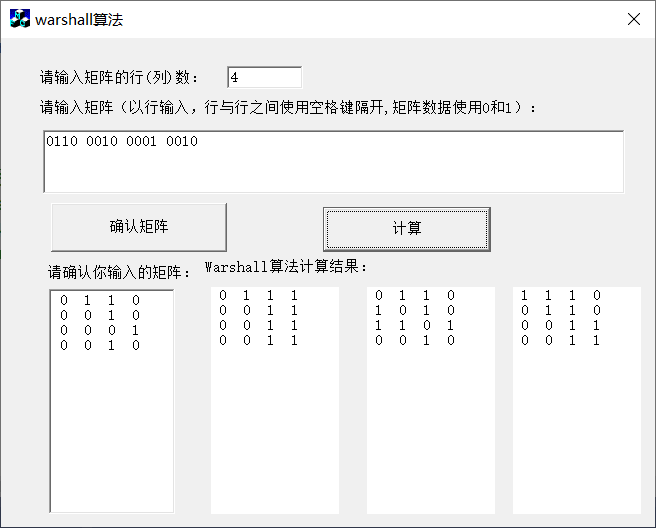 warshall算法
请输入矩阵的行(列)数： 4
请输入矩阵（以行输入，行与行之间使用空格键隔开,矩阵数据使用0和1）：
0110 0010 0001 0010
确认矩阵 计算
请确认你输入的矩阵： Warshall算法计算结果：
0 1 1 0
0 0 1 0
0 0 0 1
0 0 1 0
0 1 1 1
0 0 1 1
0 0 1 1
0 0 1 1
0 1 1 0
1 0 1 0
1 1 0 1
0 0 1 0
1 1 1 0
0 1 1 0
0 0 1 1
0 0 1 1